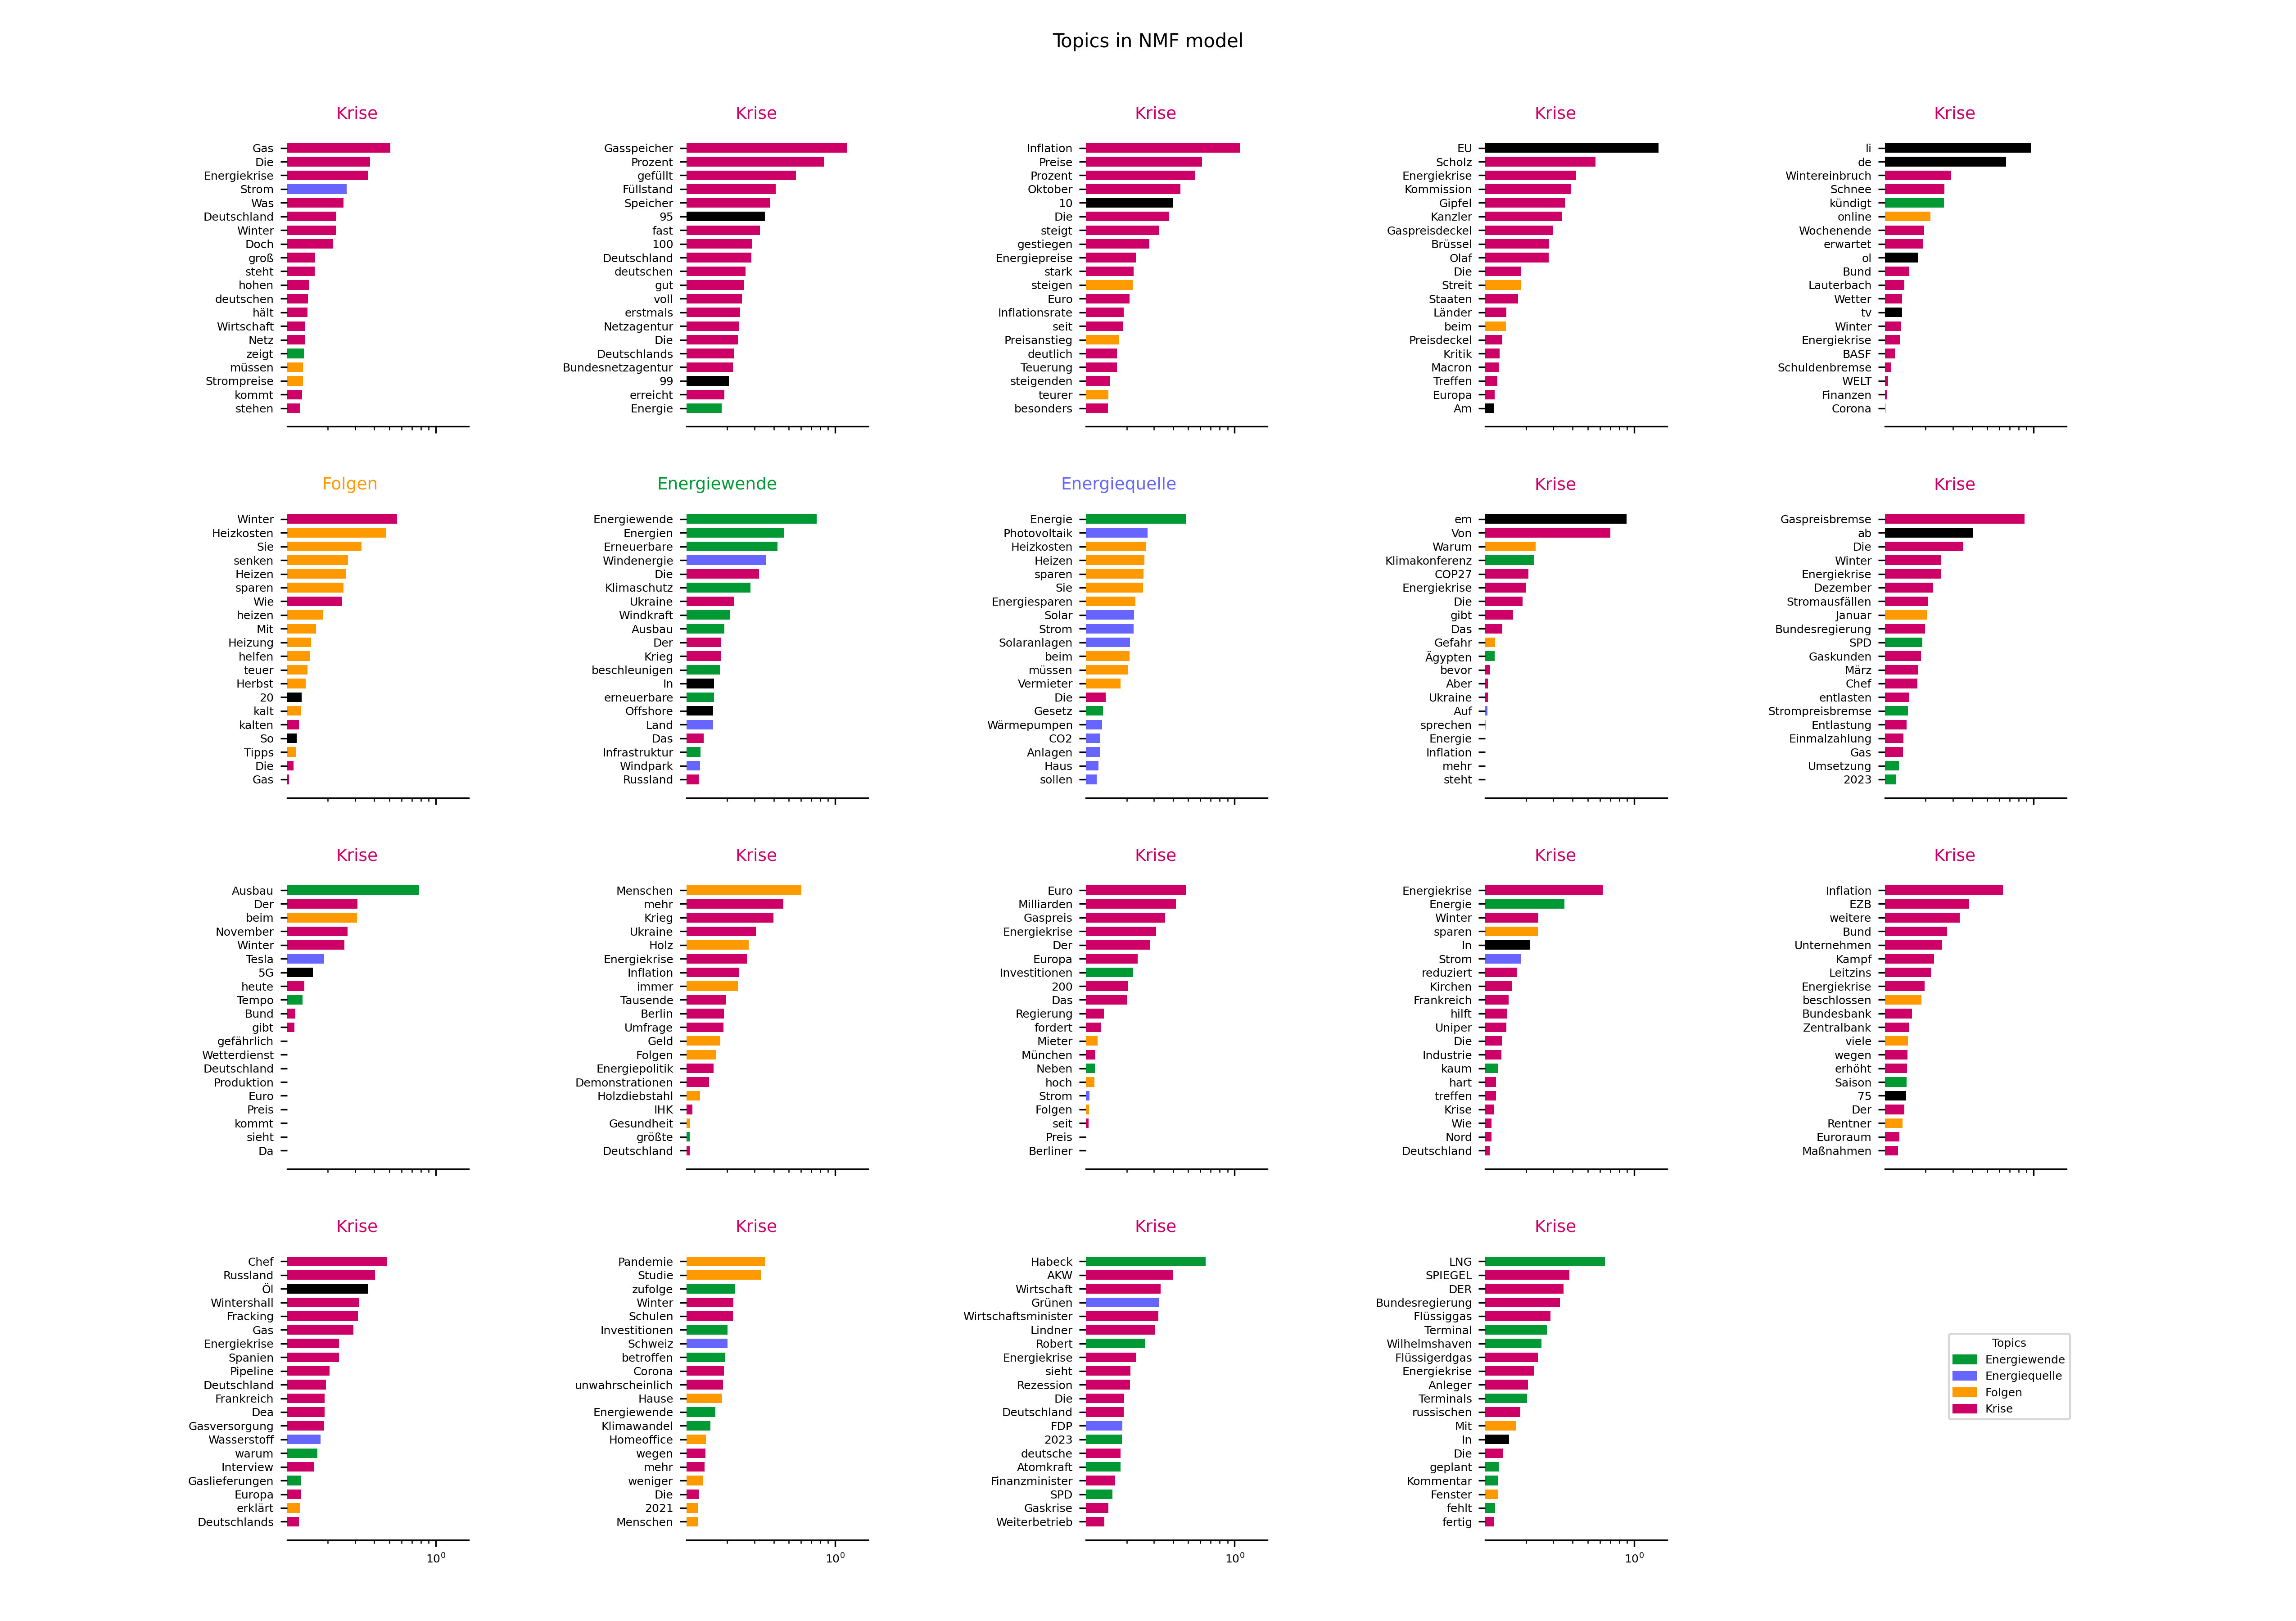 Topics in NMF model
Krise
Gas
Die
Energiekrise
Strom
Was
Deutschland
Winter
Doch
groß
steht
hohen
deutschen
hält
Wirtschaft
Netz
zeigt
müssen
Strompreise
kommt
stehen
Krise
Gasspeicher
Prozent
gefüllt
Füllstand
Speicher
95
fast
100
Deutschland
deutschen
gut
voll
erstmals
Netzagentur
Die
Deutschlands
Bundesnetzagentur
99
erreicht
Energie
Krise
Inflation
Preise
Prozent
Oktober
10
Die
steigt
gestiegen
Energiepreise
stark
steigen
Euro
Inflationsrate
seit
Preisanstieg
deutlich
Teuerung
steigenden
teurer
besonders
Krise
EU
Scholz
Energiekrise
Kommission
Gipfel
Kanzler
Gaspreisdeckel
Brüssel
Olaf
Die
Streit
Staaten
Länder
beim
Preisdeckel
Kritik
Macron
Treffen
Europa
Am
Krise
li
de
Wintereinbruch
Schnee
kündigt
online
Wochenende
erwartet
ol
Bund
Lauterbach
Wetter
tv
Winter
Energiekrise
BASF
Schuldenbremse
WELT
Finanzen
Corona
Folgen
Winter
Heizkosten
Sie
senken
Heizen
sparen
Wie
heizen
Mit
Heizung
helfen
teuer
Herbst
20
kalt
kalten
So
Tipps
Die
Gas
Energiewende
Energiewende
Energien
Erneuerbare
Windenergie
Die
Klimaschutz
Ukraine
Windkraft
Ausbau
Der
Krieg
beschleunigen
In
erneuerbare
Offshore
Land
Das
Infrastruktur
Windpark
Russland
Energiequelle
Energie
Photovoltaik
Heizkosten
Heizen
sparen
Sie
Energiesparen
Solar
Strom
Solaranlagen
beim
müssen
Vermieter
Die
Gesetz
Wärmepumpen
CO2
Anlagen
Haus
sollen
Krise
em
Von
Warum
Klimakonferenz
COP27
Energiekrise
Die
gibt
Das
Gefahr
Ägypten
bevor
Aber
Ukraine
Auf
sprechen
Energie
Inflation
mehr
steht
Krise
Gaspreisbremse
ab
Die
Winter
Energiekrise
Dezember
Stromausfällen
Januar
Bundesregierung
SPD
Gaskunden
März
Chef
entlasten
Strompreisbremse
Entlastung
Einmalzahlung
Gas
Umsetzung
2023
Krise
Ausbau
Der
beim
November
Winter
Tesla
5G
heute
Tempo
Bund
gibt
gefährlich
Wetterdienst
Deutschland
Produktion
Euro
Preis
kommt
sieht
Da
Krise
Menschen
mehr
Krieg
Ukraine
Holz
Energiekrise
Inflation
immer
Tausende
Berlin
Umfrage
Geld
Folgen
Energiepolitik
Demonstrationen
Holzdiebstahl
IHK
Gesundheit
größte
Deutschland
Krise
Euro
Milliarden
Gaspreis
Energiekrise
Der
Europa
Investitionen
200
Das
Regierung
fordert
Mieter
München
Neben
hoch
Strom
Folgen
seit
Preis
Berliner
Krise
Energiekrise
Energie
Winter
sparen
In
Strom
reduziert
Kirchen
Frankreich
hilft
Uniper
Die
Industrie
kaum
hart
treffen
Krise
Wie
Nord
Deutschland
Krise
Inflation
EZB
weitere
Bund
Unternehmen
Kampf
Leitzins
Energiekrise
beschlossen
Bundesbank
Zentralbank
viele
wegen
erhöht
Saison
75
Der
Rentner
Euroraum
Maßnahmen
Krise
Chef
Russland
Öl
Wintershall
Fracking
Gas
Energiekrise
Spanien
Pipeline
Deutschland
Frankreich
Dea
Gasversorgung
Wasserstoff
warum
Interview
Gaslieferungen
Europa
erklärt
Deutschlands
10⁰
Krise
Pandemie
Studie
zufolge
Winter
Schulen
Investitionen
Schweiz
betroffen
Corona
unwahrscheinlich
Hause
Energiewende
Klimawandel
Homeoffice
wegen
mehr
weniger
Die
2021
Menschen
10⁰
Krise
Habeck
AKW
Wirtschaft
Grünen
Wirtschaftsminister
Lindner
Robert
Energiekrise
sieht
Rezession
Die
Deutschland
FDP
2023
deutsche
Atomkraft
Finanzminister
SPD
Gaskrise
Weiterbetrieb
10⁰
Krise
LNG
SPIEGEL
DER
Bundesregierung
Flüssiggas
Terminal
Wilhelmshaven
Flüssigerdgas
Energiekrise
Anleger
Terminals
russischen
Mit
In
Die
geplant
Kommentar
Fenster
fehlt
fertig
10⁰
Topics
Energiewende
Energiequelle
Folgen
Krise